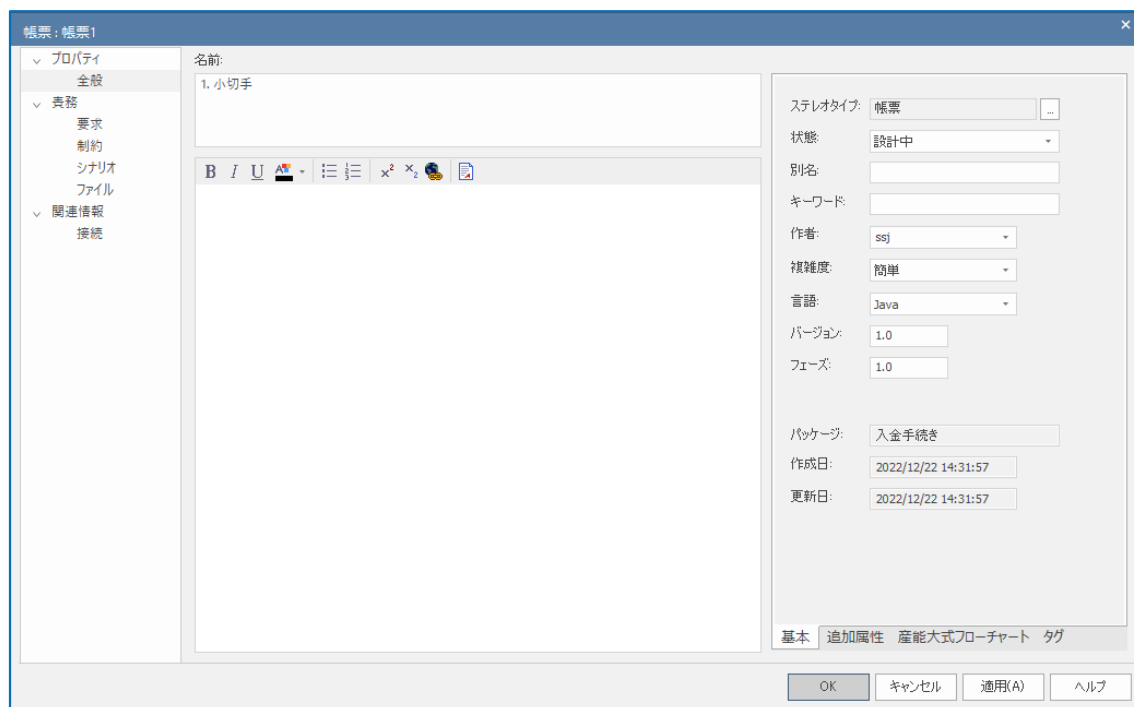 帳票 : 帳票1
プロパティ
全般
責務
要求
制約
シナリオ
ファイル
関連情報
接続
名前:
1. 小切手
B I U A x² ×₂
ステレオタイプ: 帳票 ...
状態: 設計中
別名:
キーワード:
作者: ssj
複雑度: 簡単
言語: Java
バージョン: 1.0
フェーズ: 1.0
パッケージ: 入金手続き
作成日: 2022/12/22 14:31:57
更新日: 2022/12/22 14:31:57
基本 追加属性 産能大式フローチャート タグ
OK キャンセル 適用(A) ヘルプ